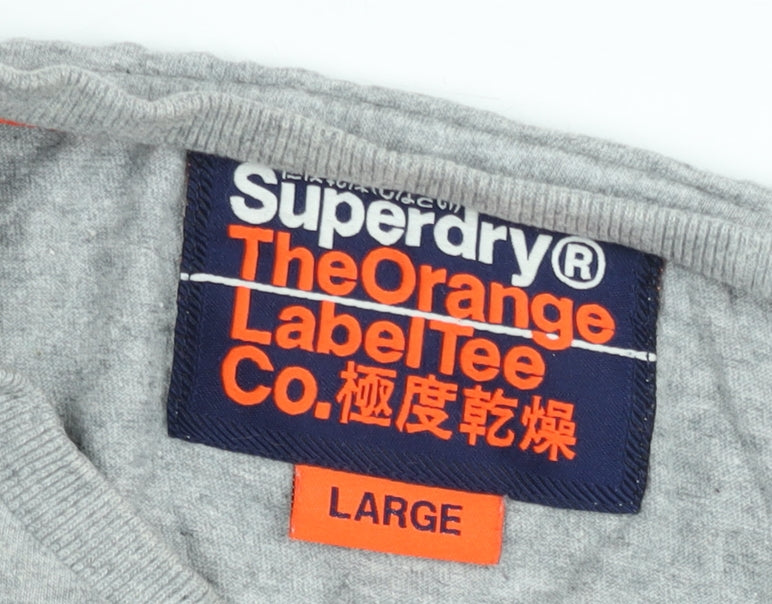 Superdry®
TheOrange
LabelTee
Co.極度乾燥
LARGE